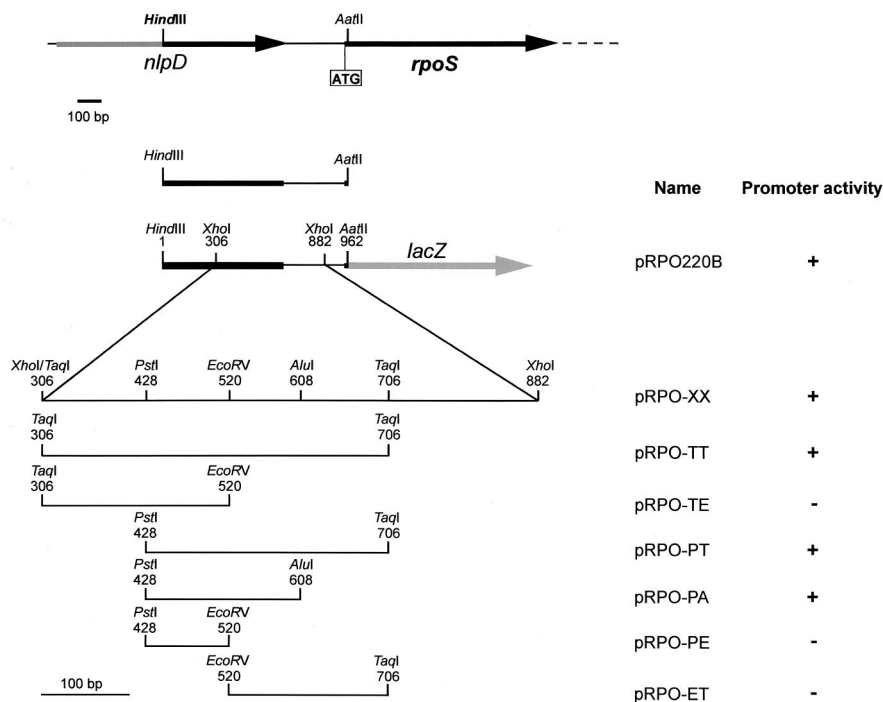 HindIII AatII
nlpD rpoS
ATG
100 bp
HindIII AatII
Name Promoter activity
HindIII XhoI XhoI AatII
1 306 882 962 lacZ
pRPO220B +
XhoI/TaqI PstI EcoRV AluI TaqI XhoI
306 428 520 608 706 882
pRPO-XX +
TaqI TaqI
306 706
pRPO-TT +
TaqI EcoRV
306 520
pRPO-TE -
PstI TaqI
428 706
pRPO-PT +
PstI AluI
428 608
pRPO-PA +
PstI EcoRV
428 520
pRPO-PE -
EcoRV TaqI
520 706
100 bp
pRPO-ET -